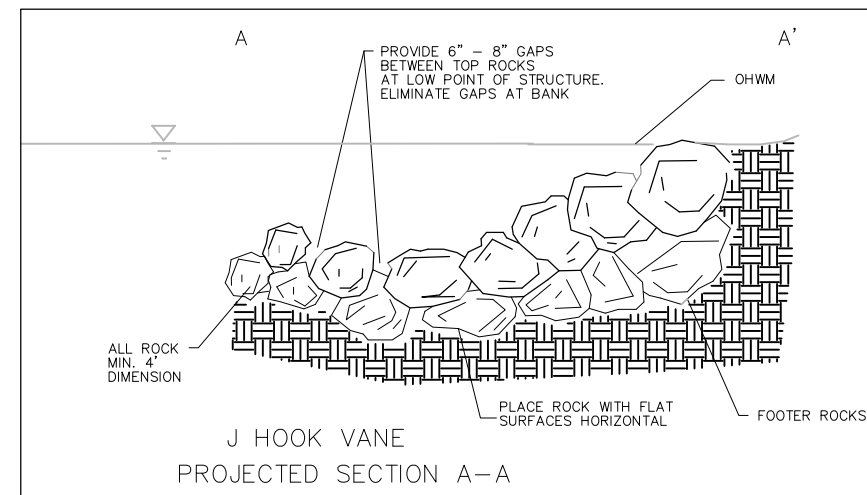 A
A'
PROVIDE 6" – 8" GAPS
BETWEEN TOP ROCKS
AT LOW POINT OF STRUCTURE.
ELIMINATE GAPS AT BANK
OHWM
ALL ROCK
MIN. 4'
DIMENSION
PLACE ROCK WITH FLAT
SURFACES HORIZONTAL
FOOTER ROCKS
J HOOK VANE
PROJECTED SECTION A–A